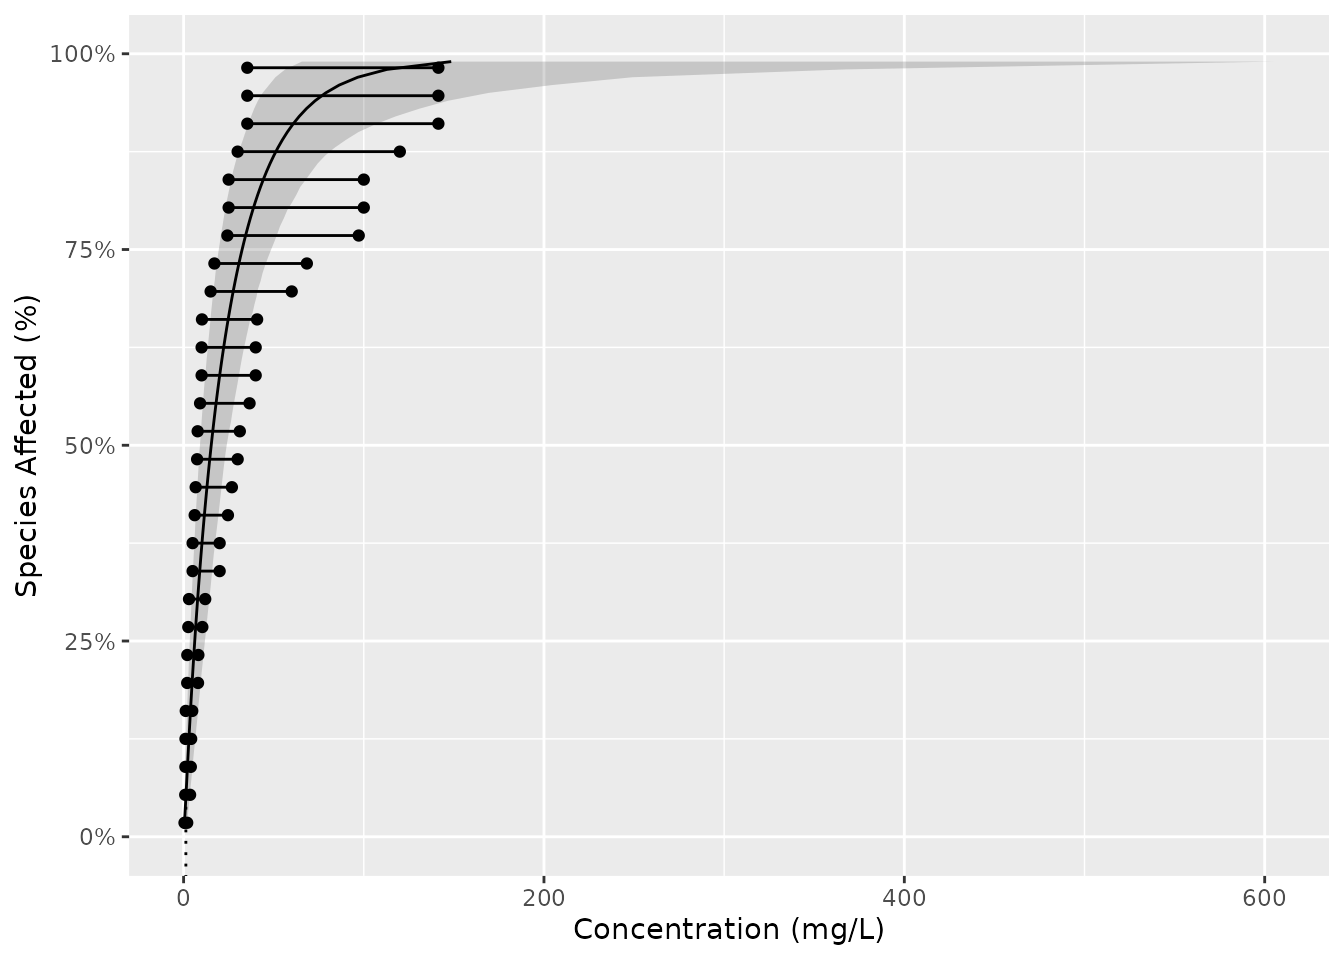 100%
75%
50%
25%
0%
Species Affected (%)
0 200 400 600
Concentration (mg/L)